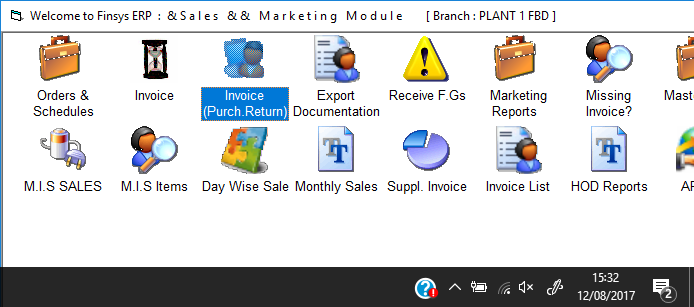 Welcome to Finsys ERP : &Sales && Marketing Module [ Branch : PLANT 1 FBD ]
Orders & Schedules
Invoice
Invoice (Purch.Return)
Export Documentation
Receive F.Gs
Marketing Reports
Missing Invoice?
Maste
M.I.S SALES
M.I.S Items
Day Wise Sale
Monthly Sales
Suppl. Invoice
Invoice List
HOD Reports
AF
15:32
12/08/2017
2